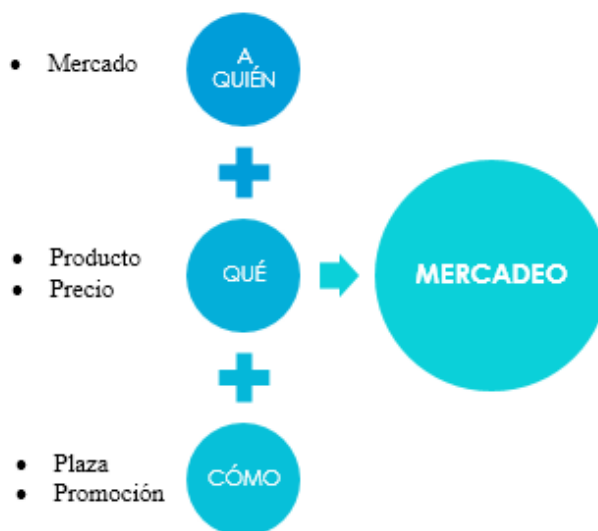 • Mercado
A
QUIÉN
• Producto
• Precio
QUÉ
MERCADEO
• Plaza
• Promoción
CÓMO